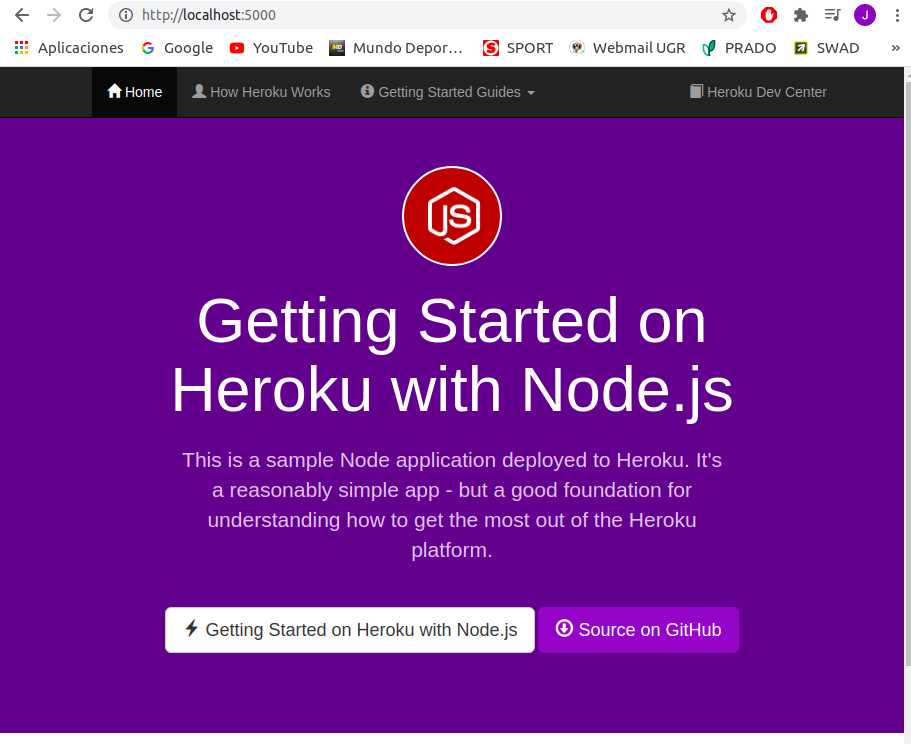 http://localhost:5000
J
Aplicaciones Google YouTube MD Mundo Depor... S SPORT Webmail UGR PRADO SWAD »
Home How Heroku Works Getting Started Guides Heroku Dev Center
JS
Getting Started on
Heroku with Node.js
This is a sample Node application deployed to Heroku. It's
a reasonably simple app - but a good foundation for
understanding how to get the most out of the Heroku
platform.
Getting Started on Heroku with Node.js Source on GitHub